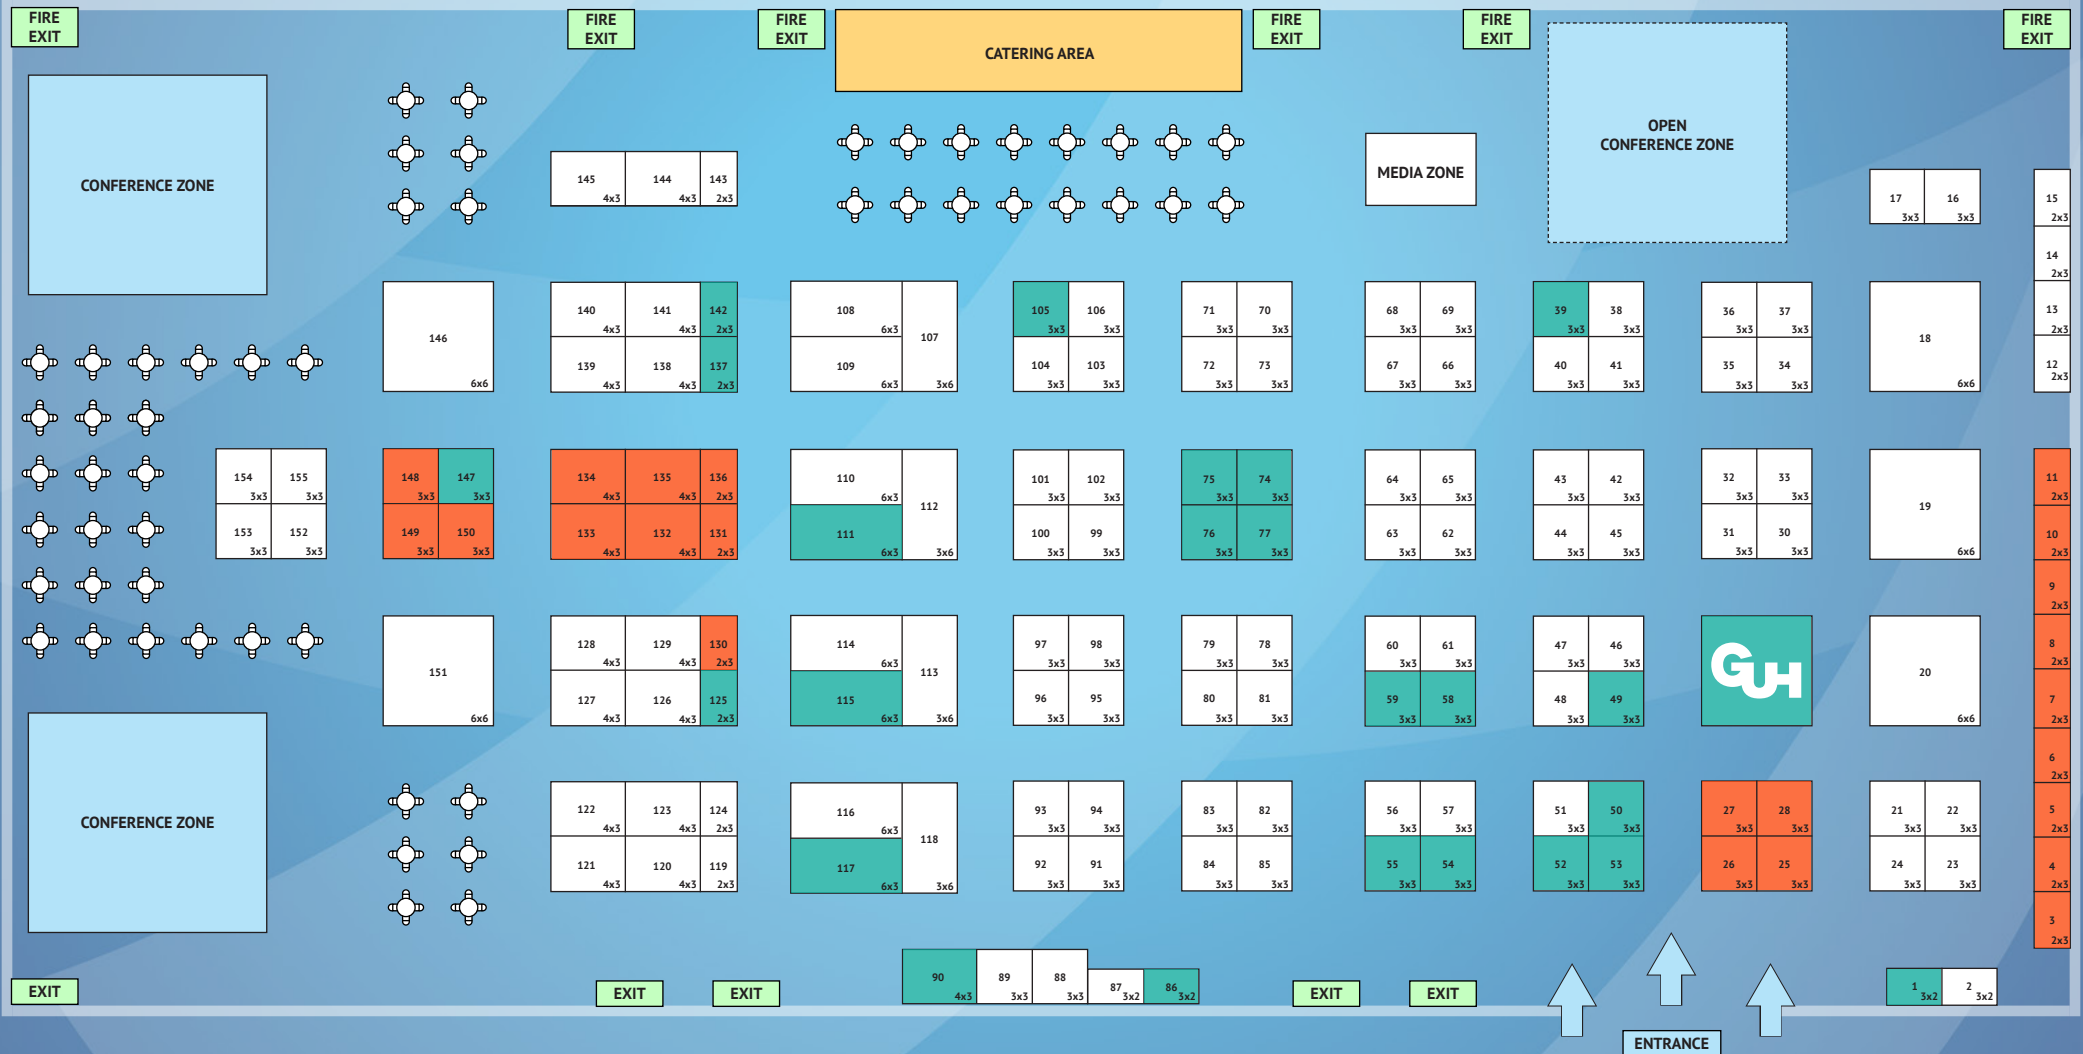 FIRE
EXIT
FIRE
EXIT
FIRE
EXIT
FIRE
EXIT
FIRE
EXIT
FIRE
EXIT
CATERING AREA
CONFERENCE ZONE
OPEN
CONFERENCE ZONE
MEDIA ZONE
145 4x3 144 4x3 143 2x3
17 3x3 16 3x3
15 2x3
14 2x3
13 2x3
12 2x3
146 6x6
140 4x3 141 4x3 142 2x3
139 4x3 138 4x3 137 2x3
108 6x3
109 6x3
107 3x6
105 3x3 106 3x3
104 3x3 103 3x3
71 3x3 70 3x3
72 3x3 73 3x3
68 3x3 69 3x3
67 3x3 66 3x3
39 3x3 38 3x3
40 3x3 41 3x3
36 3x3 37 3x3
35 3x3 34 3x3
18 6x6
154 3x3 155 3x3
153 3x3 152 3x3
148 3x3 147 3x3
149 3x3 150 3x3
134 4x3 135 4x3 136 2x3
133 4x3 132 4x3 131 2x3
110 6x3
111 6x3
112 3x6
101 3x3 102 3x3
100 3x3 99 3x3
75 3x3 74 3x3
76 3x3 77 3x3
64 3x3 65 3x3
63 3x3 62 3x3
43 3x3 42 3x3
44 3x3 45 3x3
32 3x3 33 3x3
31 3x3 30 3x3
19 6x6
11 2x3
10 2x3
9 2x3
8 2x3
7 2x3
6 2x3
5 2x3
4 2x3
3 2x3
151 6x6
128 4x3 129 4x3 130 2x3
127 4x3 126 4x3 125 2x3
114 6x3
115 6x3
113 3x6
97 3x3 98 3x3
96 3x3 95 3x3
79 3x3 78 3x3
80 3x3 81 3x3
60 3x3 61 3x3
59 3x3 58 3x3
47 3x3 46 3x3
48 3x3 49 3x3
GUH
20 6x6
CONFERENCE ZONE
122 4x3 123 4x3 124 2x3
121 4x3 120 4x3 119 2x3
116 6x3
117 6x3
118 3x6
93 3x3 94 3x3
92 3x3 91 3x3
83 3x3 82 3x3
84 3x3 85 3x3
56 3x3 57 3x3
55 3x3 54 3x3
51 3x3 50 3x3
52 3x3 53 3x3
27 3x3 28 3x3
26 3x3 25 3x3
21 3x3 22 3x3
24 3x3 23 3x3
90 4x3 89 3x3 88 3x3 87 3x2 86 3x2
1 3x2 2 3x2
EXIT
EXIT
EXIT
EXIT
EXIT
ENTRANCE